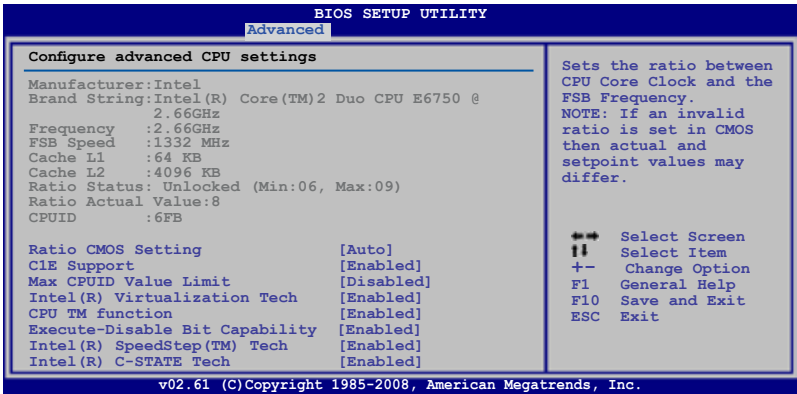 BIOS SETUP UTILITY
Advanced
Configure advanced CPU settings
Manufacturer:Intel
Brand String:Intel(R) Core(TM)2 Duo CPU E6750 @
2.66GHz
Frequency :2.66GHz
FSB Speed :1332 MHz
Cache L1 :64 KB
Cache L2 :4096 KB
Ratio Status: Unlocked (Min:06, Max:09)
Ratio Actual Value:8
CPUID :6FB
Ratio CMOS Setting [Auto]
C1E Support [Enabled]
Max CPUID Value Limit [Disabled]
Intel(R) Virtualization Tech [Enabled]
CPU TM function [Enabled]
Execute-Disable Bit Capability [Enabled]
Intel(R) SpeedStep(TM) Tech [Enabled]
Intel(R) C-STATE Tech [Enabled]
Sets the ratio between
CPU Core Clock and the
FSB Frequency.
NOTE: If an invalid
ratio is set in CMOS
then actual and
setpoint values may
differ.
←→ Select Screen
↑↓ Select Item
+- Change Option
F1 General Help
F10 Save and Exit
ESC Exit
v02.61 (C)Copyright 1985-2008, American Megatrends, Inc.